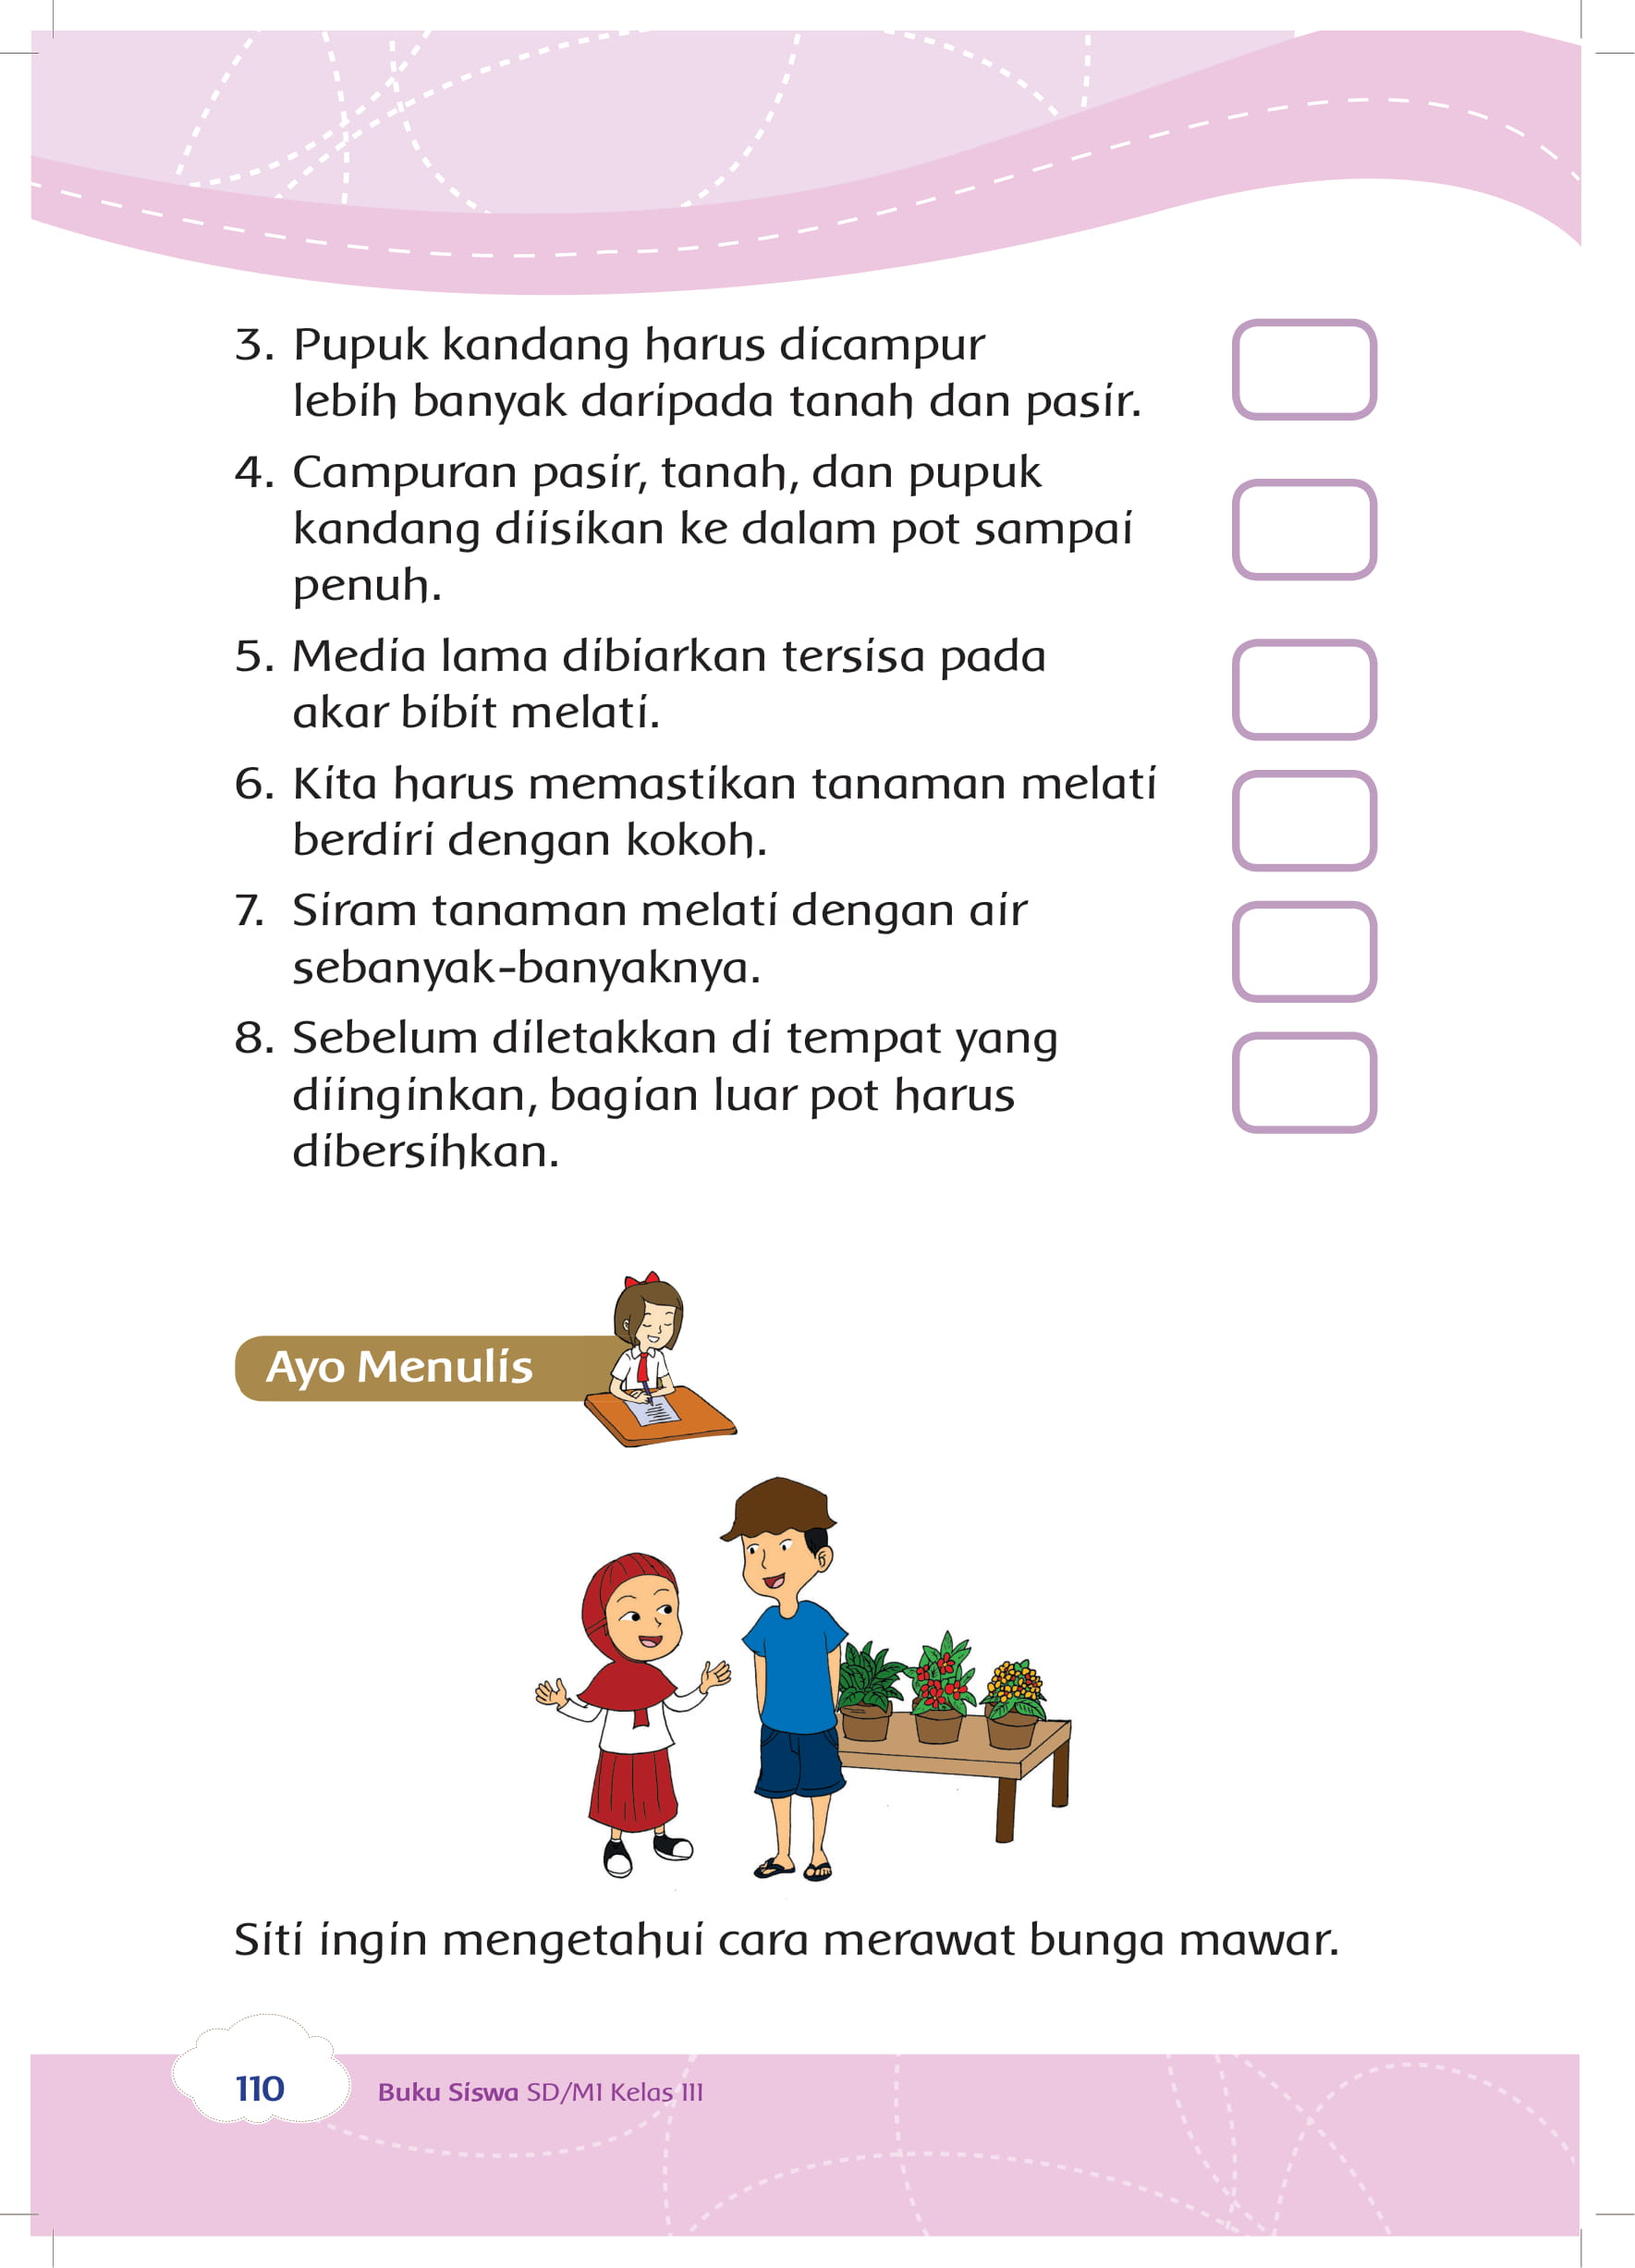 3. Pupuk kandang harus dicampur
lebih banyak daripada tanah dan pasir.
4. Campuran pasir, tanah, dan pupuk
kandang diisikan ke dalam pot sampai
penuh.
5. Media lama dibiarkan tersisa pada
akar bibit melati.
6. Kita harus memastikan tanaman melati
berdiri dengan kokoh.
7. Siram tanaman melati dengan air
sebanyak-banyaknya.
8. Sebelum diletakkan di tempat yang
diinginkan, bagian luar pot harus
dibersihkan.
Ayo Menulis
Siti ingin mengetahui cara merawat bunga mawar.
110 Buku Siswa SD/MI Kelas III